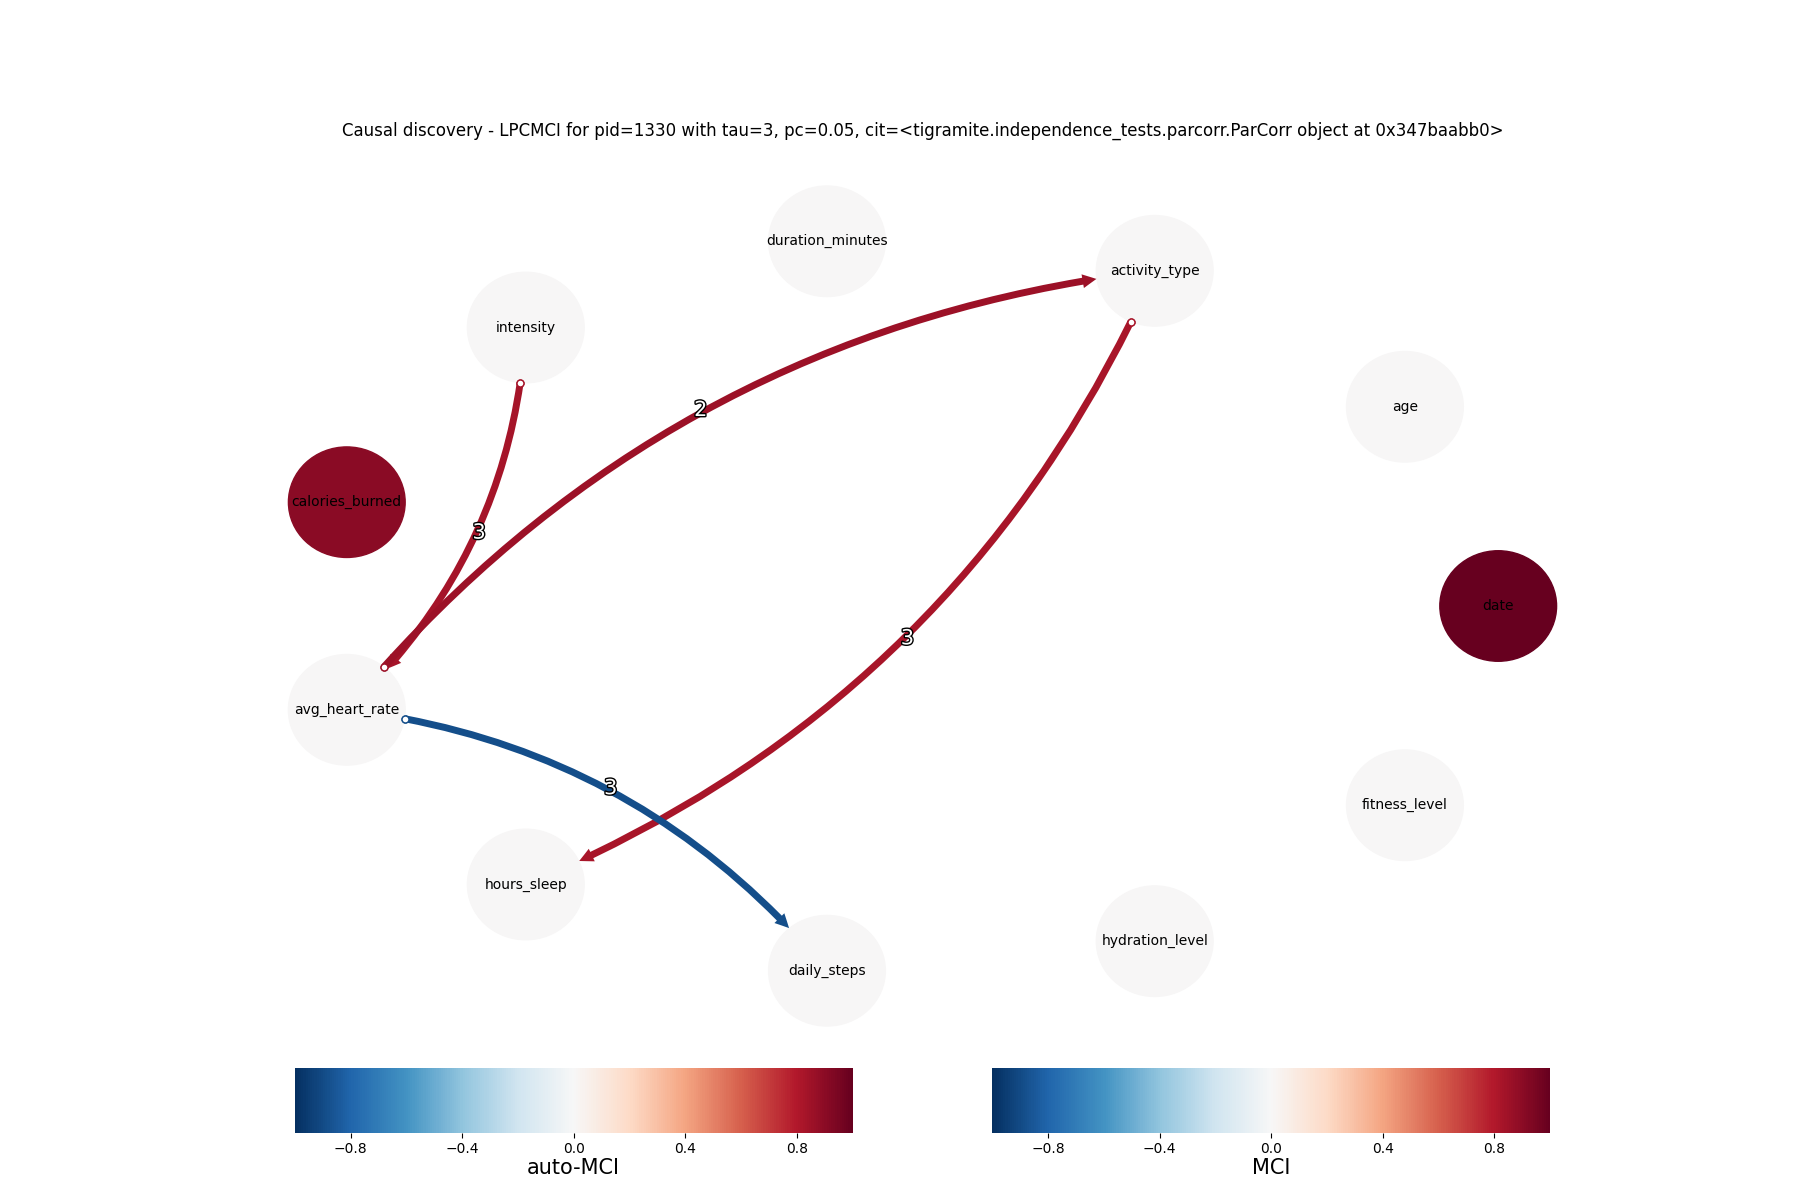 Causal discovery - LPCMCI for pid=1330 with tau=3, pc=0.05, cit=<tigramite.independence_tests.parcorr.ParCorr object at 0x347baabb0>
duration_minutes
activity_type
intensity
age
2
calories_burned
3
date
3
avg_heart_rate
3
fitness_level
hours_sleep
hydration_level
daily_steps
−0.8 −0.4 0.0 0.4 0.8
auto-MCI
−0.8 −0.4 0.0 0.4 0.8
MCI